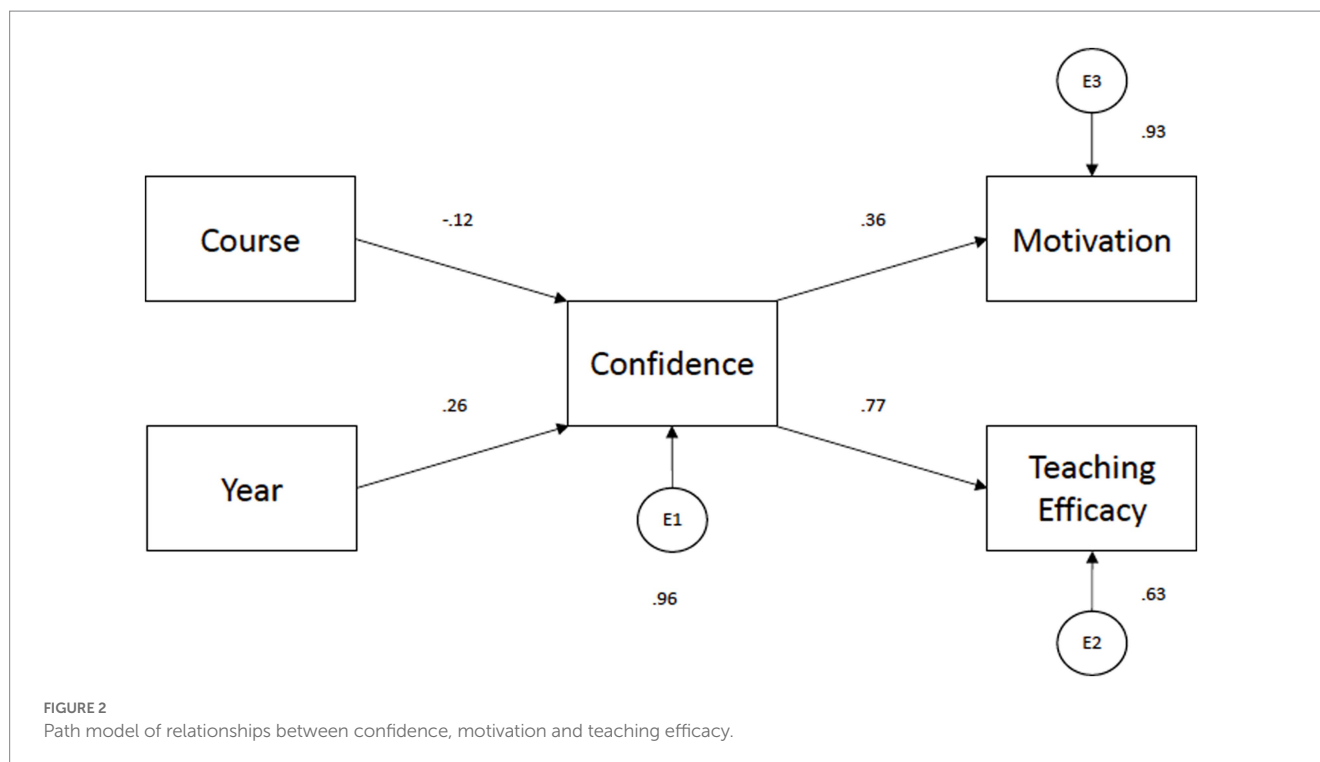 E3
.93
Course
-.12
.36
Motivation
Confidence
Year
.26
.77
Teaching
Efficacy
E1
.96
.63
E2
FIGURE 2
Path model of relationships between confidence, motivation and teaching efficacy.